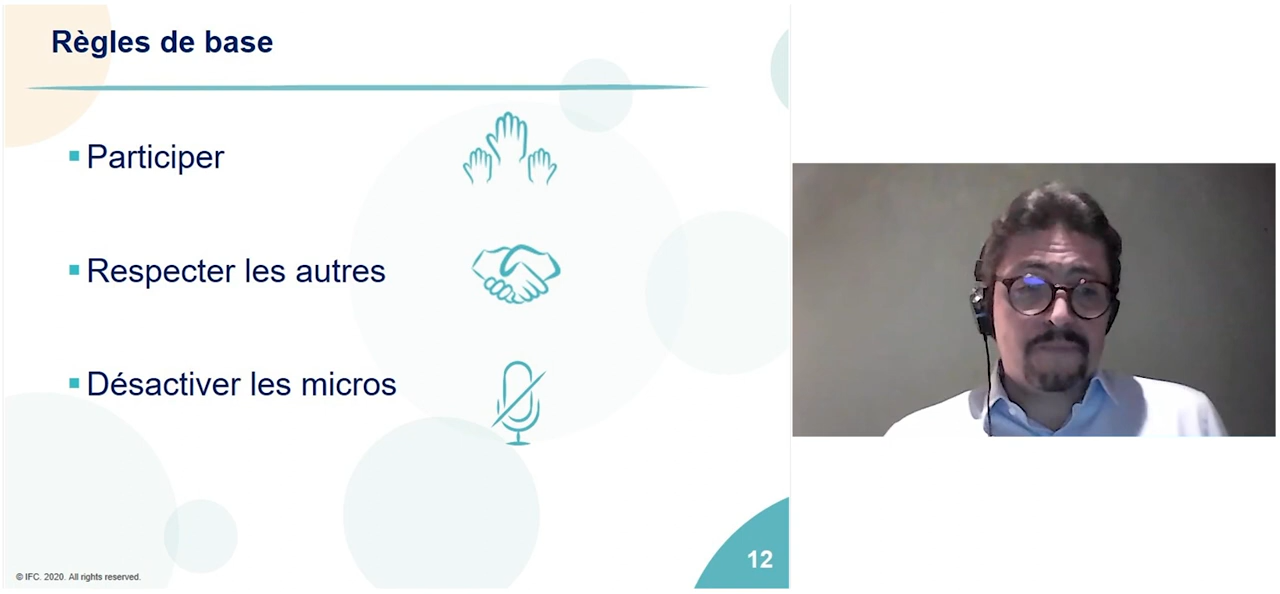 Règles de base
Participer
Respecter les autres
Désactiver les micros
© IFC. 2020. All rights reserved.
12